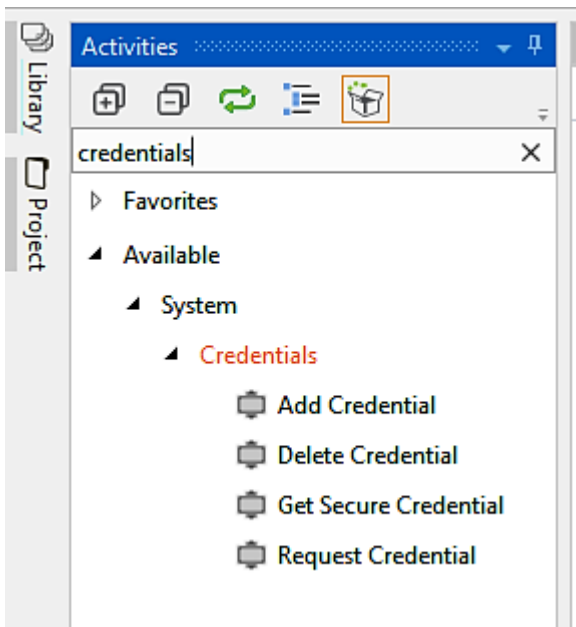 Library
Project
Activities
credentials
Favorites
Available
System
Credentials
Add Credential
Delete Credential
Get Secure Credential
Request Credential